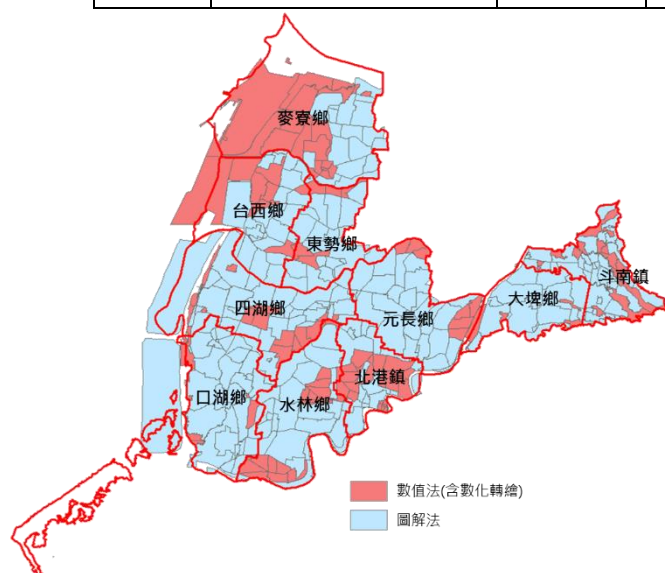 麥寮鄉
台西鄉
東勢鄉
斗南鎮
大埤鄉
四湖鄉
元長鄉
北港鎮
口湖鄉
水林鄉
數值法(含數化轉繪)
圖解法